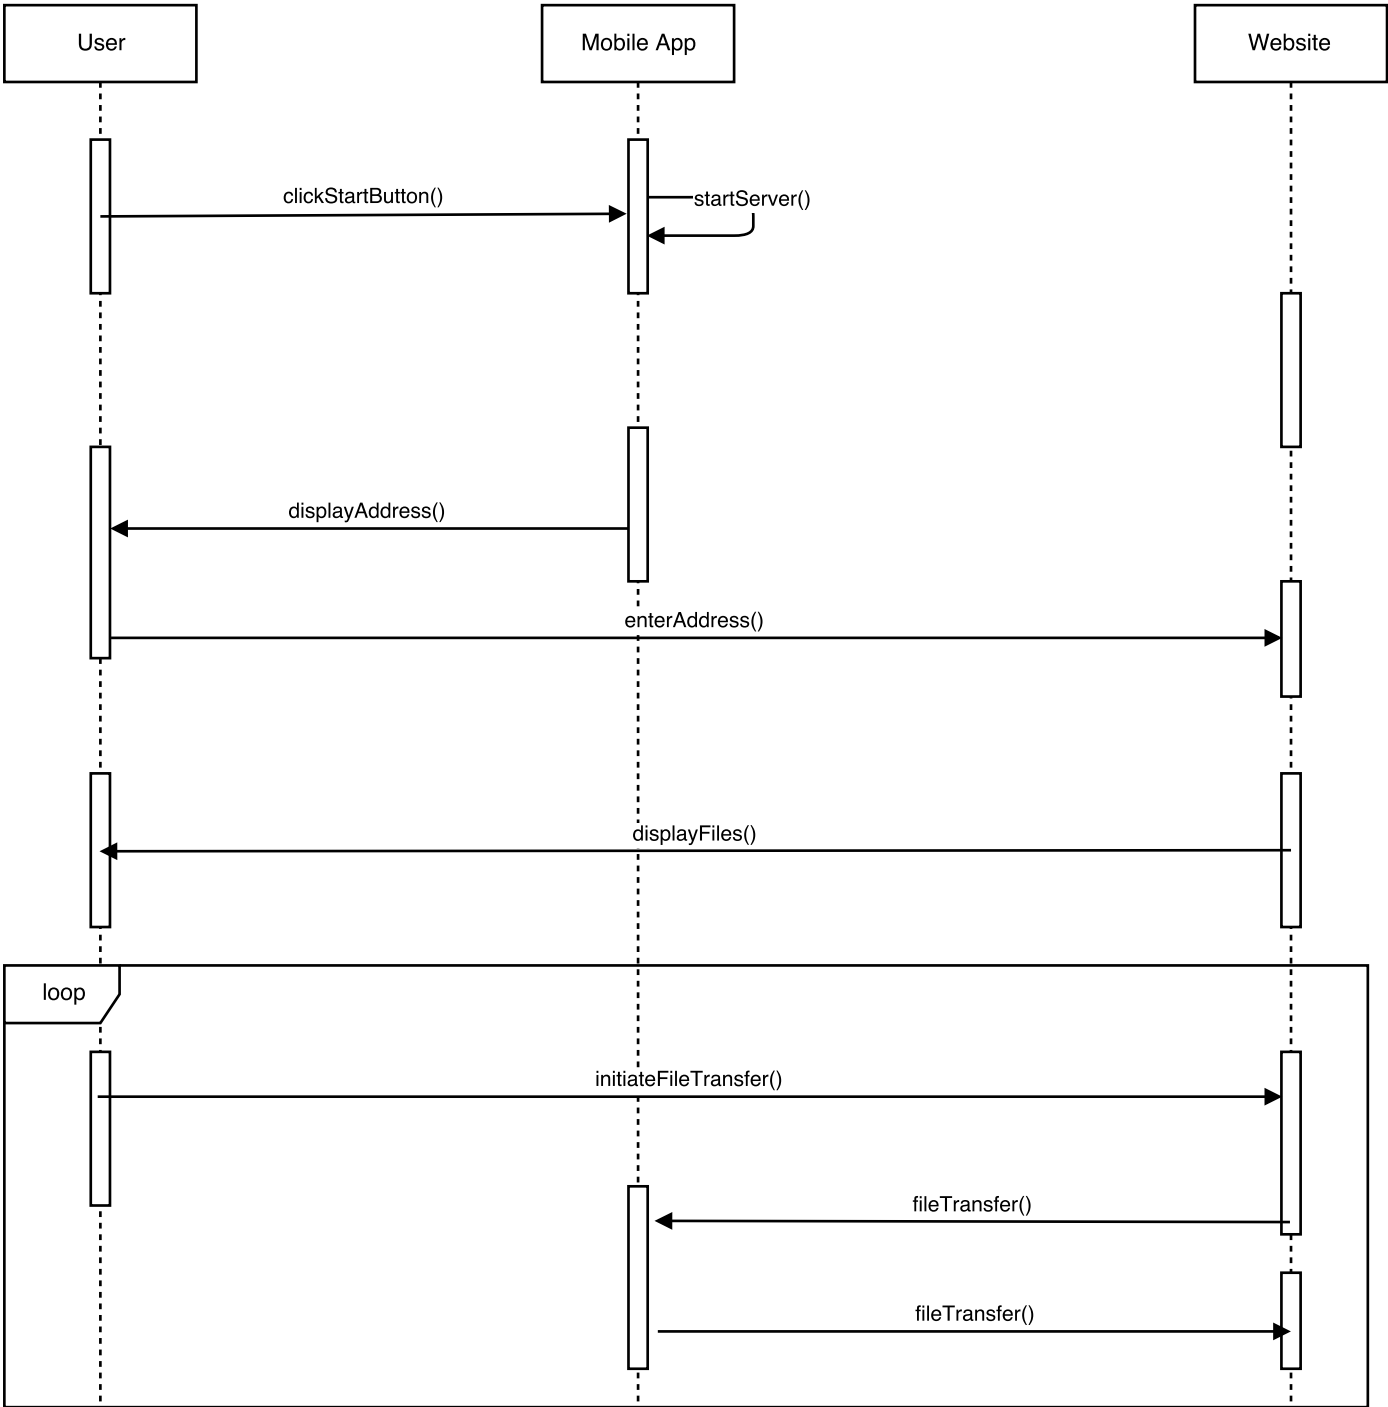 User
Mobile App
Website
clickStartButton()
startServer()
displayAddress()
enterAddress()
displayFiles()
loop
initiateFileTransfer()
fileTransfer()
fileTransfer()